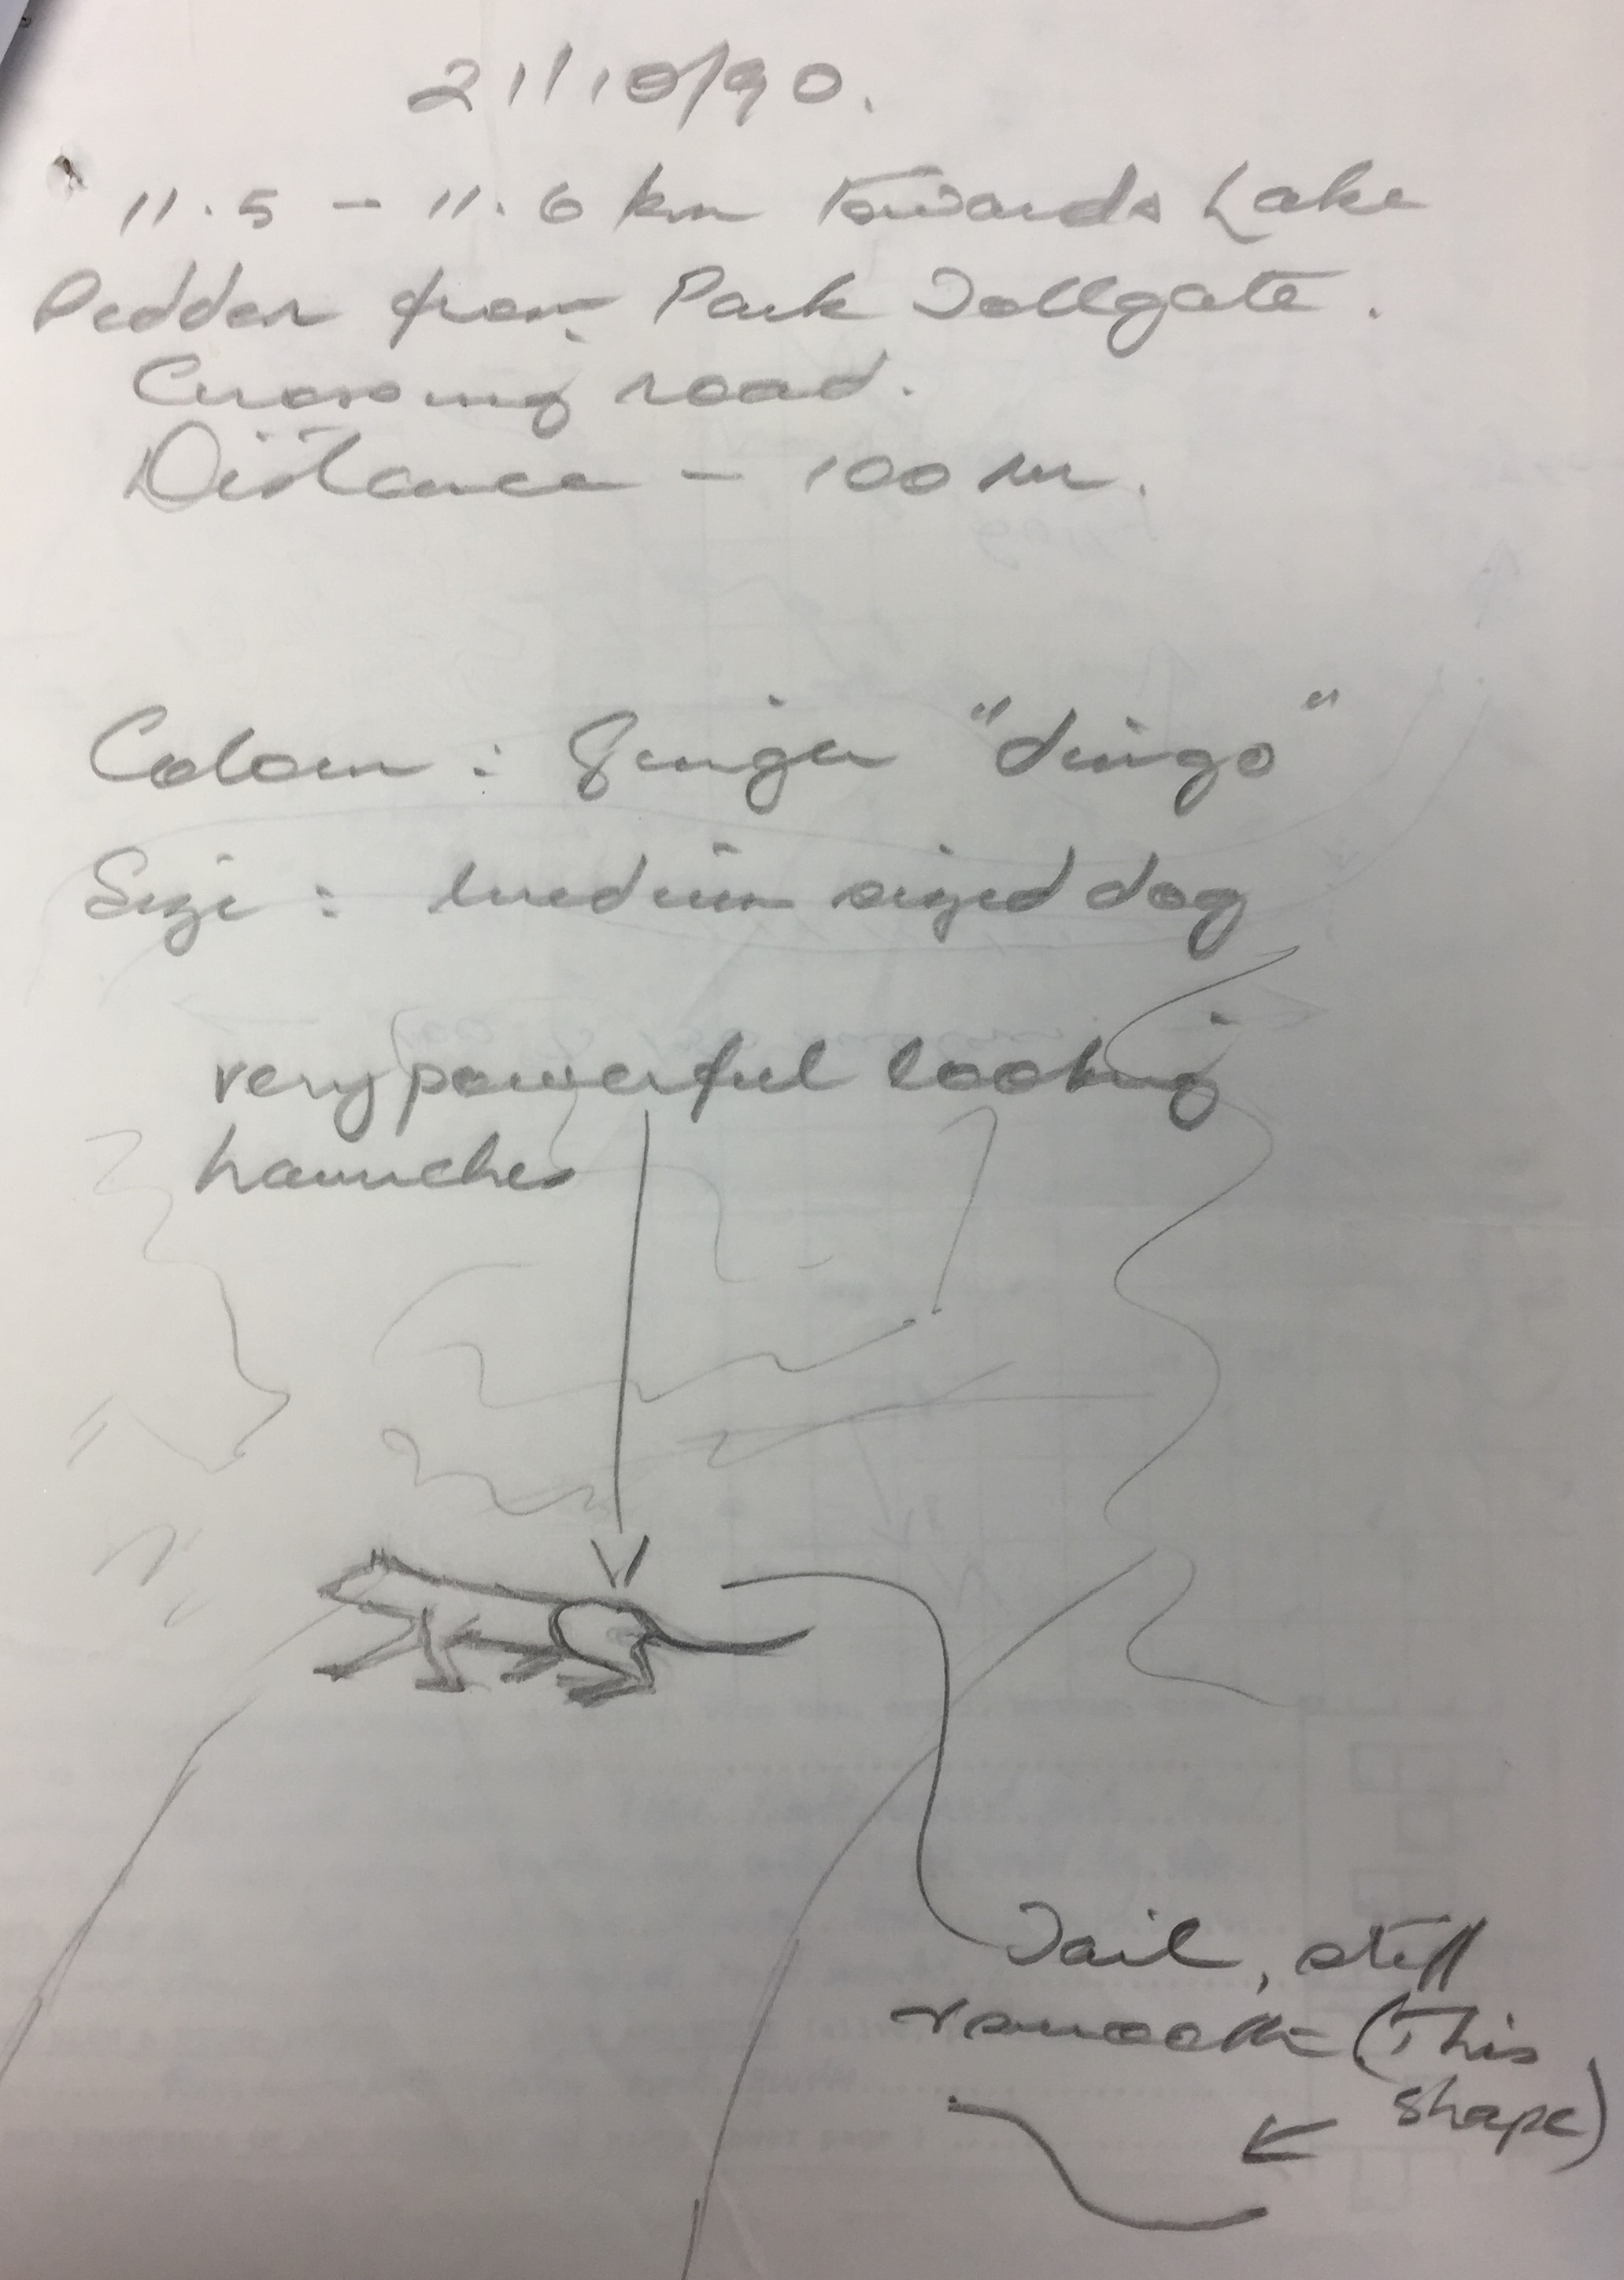 21/10/90.
11.5 - 11.6 km Towards Lake
Pedder from Park Tollgate.
Crossing road.
Distance - 100 m.
Colour: Ginger "dingo"
Size: medium sized dog
very powerful looking
haunches
Tail, stiff
& smooth (This
shape)